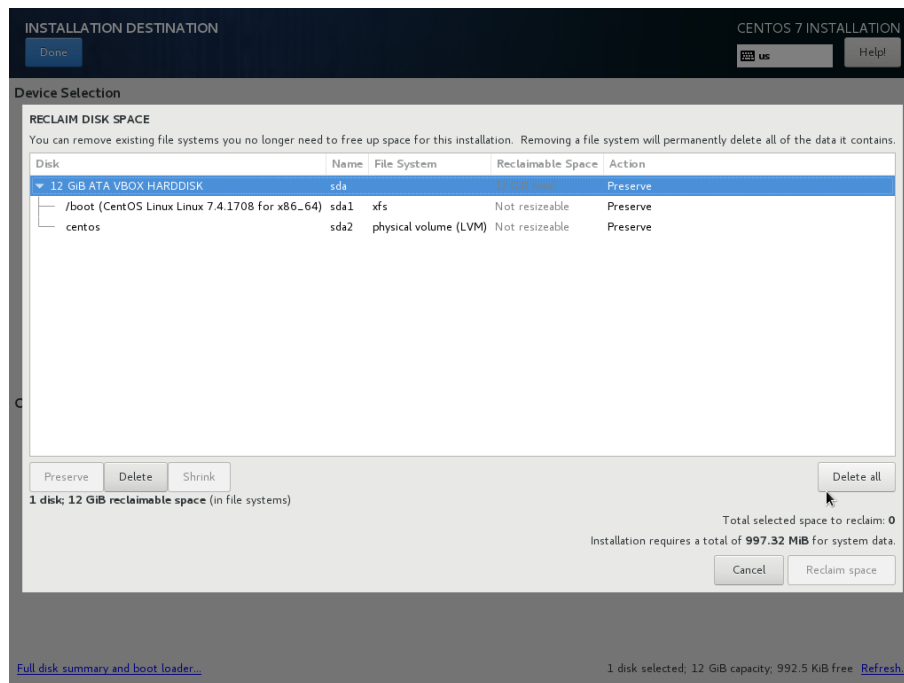 INSTALLATION DESTINATION
CENTOS 7 INSTALLATION
Done
us
Help!
Device Selection
RECLAIM DISK SPACE
You can remove existing file systems you no longer need to free up space for this installation. Removing a file system will permanently delete all of the data it contains.
Disk Name File System Reclaimable Space Action
12 GiB ATA VBOX HARDDISK sda Preserve
/boot (CentOS Linux Linux 7.4.1708 for x86_64) sda1 xfs Not resizeable Preserve
centos sda2 physical volume (LVM) Not resizeable Preserve
Preserve Delete Shrink Delete all
1 disk; 12 GiB reclaimable space (in file systems)
Total selected space to reclaim: 0
Installation requires a total of 997.32 MiB for system data.
Cancel Reclaim space
Full disk summary and boot loader... 1 disk selected; 12 GiB capacity; 992.5 KiB free Refresh.